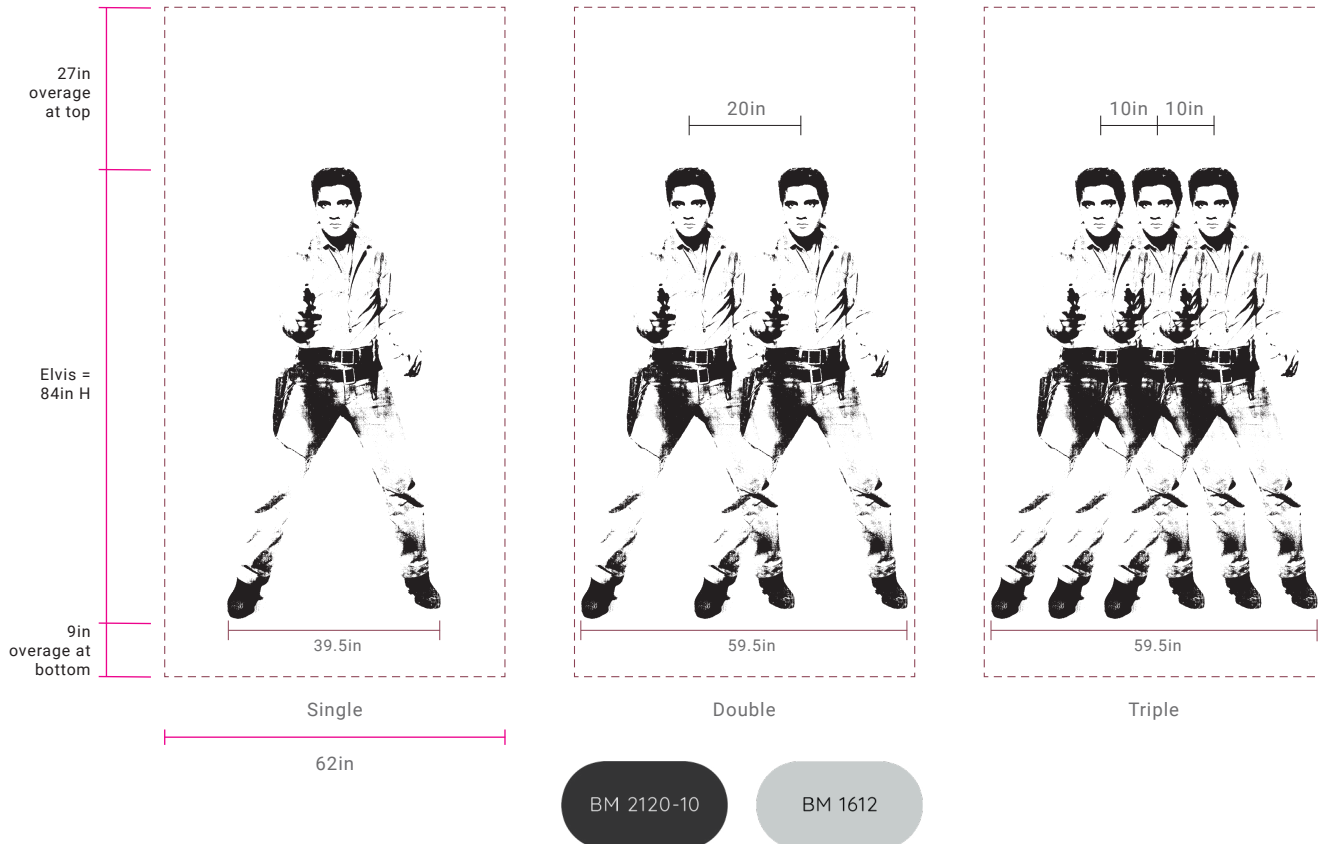 27in
overage
at top
20in
10in 10in
Elvis =
84in H
9in
overage at
bottom
39.5in
59.5in
59.5in
Single
Double
Triple
62in
BM 2120-10
BM 1612